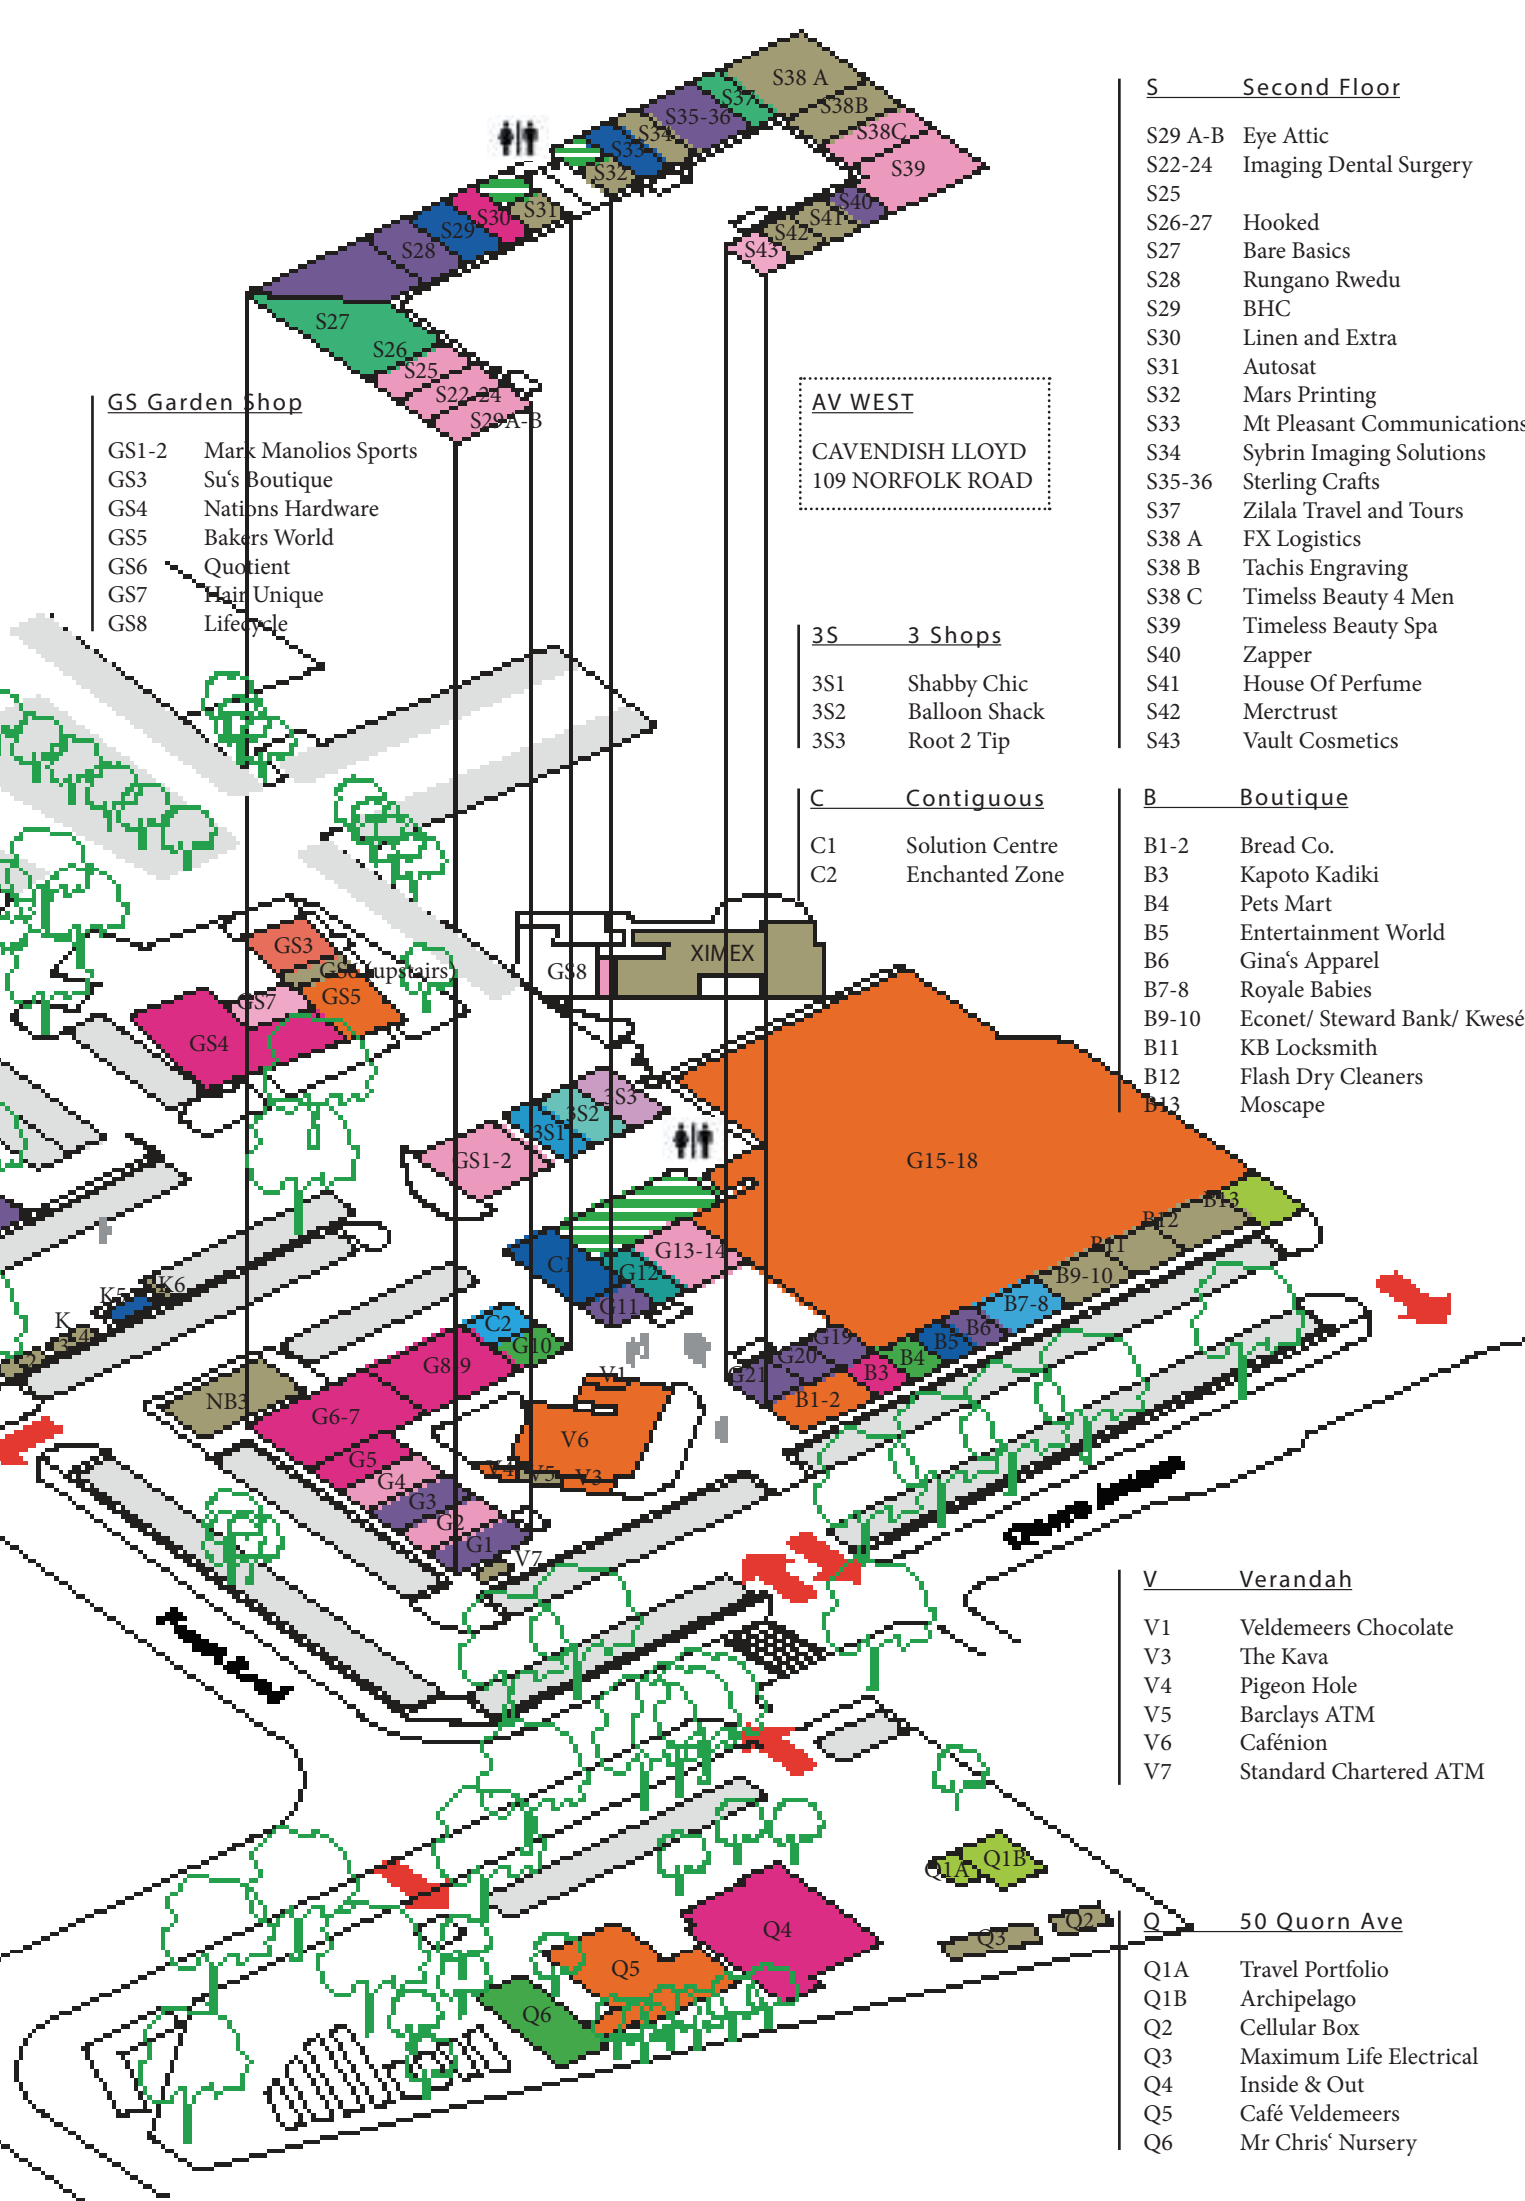 S38 A
S38B
S37
S35-36
S34
S33
S32
S38C
S39
S40
S41
S42
S43
S31
S30
S29
S28
S27
S26
S25
S22-24
S29A-B
S Second Floor
S29 A-B Eye Attic
S22-24 Imaging Dental Surgery
S25
S26-27 Hooked
S27 Bare Basics
S28 Rungano Rwedu
S29 BHC
S30 Linen and Extra
S31 Autosat
S32 Mars Printing
S33 Mt Pleasant Communications
S34 Sybrin Imaging Solutions
S35-36 Sterling Crafts
S37 Zilala Travel and Tours
S38 A FX Logistics
S38 B Tachis Engraving
S38 C Timelss Beauty 4 Men
S39 Timeless Beauty Spa
S40 Zapper
S41 House Of Perfume
S42 Merctrust
S43 Vault Cosmetics
GS Garden Shop
GS1-2 Mark Manolios Sports
GS3 Su‘s Boutique
GS4 Nations Hardware
GS5 Bakers World
GS6 Quotient
GS7 Hair Unique
GS8 Lifecycle
AV WEST
CAVENDISH LLOYD
109 NORFOLK ROAD
3S 3 Shops
3S1 Shabby Chic
3S2 Balloon Shack
3S3 Root 2 Tip
C Contiguous
C1 Solution Centre
C2 Enchanted Zone
B Boutique
B1-2 Bread Co.
B3 Kapoto Kadiki
B4 Pets Mart
B5 Entertainment World
B6 Gina‘s Apparel
B7-8 Royale Babies
B9-10 Econet/ Steward Bank/ Kwesé
B11 KB Locksmith
B12 Flash Dry Cleaners
B13 Moscape
GS3
GS6 (upstairs)
GS7
GS5
GS4
GS8
XIMEX
3S3
3S2
3S1
GS1-2
G15-18
B13
B12
B11
B9-10
B7-8
B6
B5
B4
B3
B1-2
G13-14
G12
G11
C1
C2
G10
G19
G20
G21
K6
K5
K
4
3
2
NB3
G8-9
G6-7
G5
G4
G3
G2
G1
V1
V6
V4
V5
V3
V7
V Verandah
V1 Veldemeers Chocolate
V3 The Kava
V4 Pigeon Hole
V5 Barclays ATM
V6 Cafénion
V7 Standard Chartered ATM
Q1B
Q1A
Q2
Q3
Q4
Q5
Q6
Q 50 Quorn Ave
Q1A Travel Portfolio
Q1B Archipelago
Q2 Cellular Box
Q3 Maximum Life Electrical
Q4 Inside & Out
Q5 Café Veldemeers
Q6 Mr Chris‘ Nursery